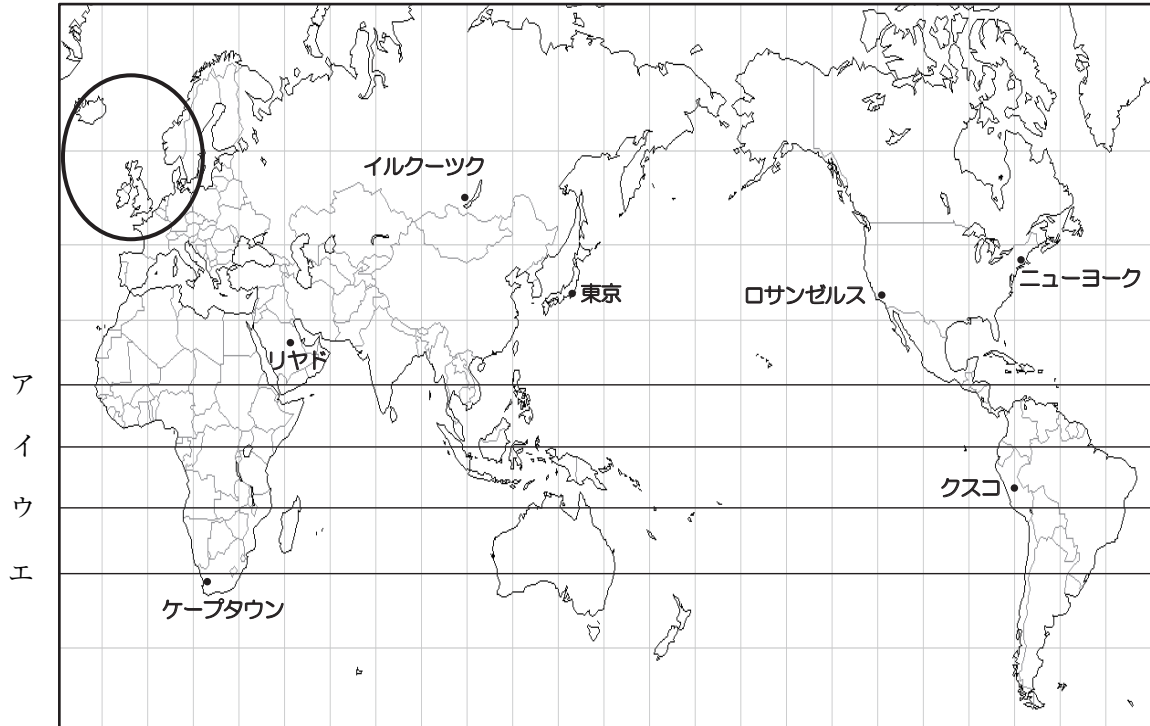 イルクーツク
ニューヨーク
東京
ロサンゼルス
リヤド
ア
イ
クスコ
ウ
エ
ケープタウン